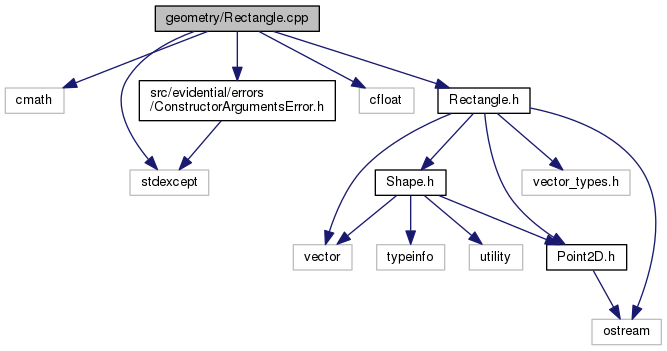 geometry/Rectangle.cpp
cmath
src/evidential/errors
/ConstructorArgumentsError.h
cfloat
Rectangle.h
stdexcept
Shape.h
vector_types.h
vector
typeinfo
utility
Point2D.h
ostream